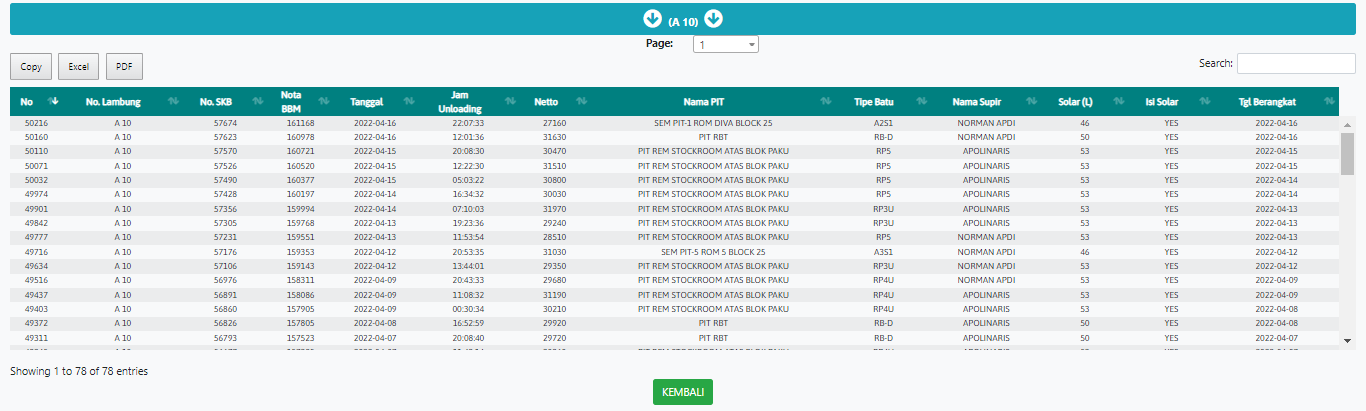 (A 10)
Page: 1
Copy Excel PDF Search:
No No. Lambung No. SKB Nota BBM Tanggal Jam Unloading Netto Nama PIT Tipe Batu Nama Supir Solar (L) Isi Solar Tgl Berangkat
50216 A 10 57674 161168 2022-04-16 22:07:33 27160 SEM PIT-1 ROM DIVA BLOCK 25 A2S1 NORMAN APDI 46 YES 2022-04-16
50160 A 10 57623 160978 2022-04-16 12:01:36 31630 PIT RBT RB-D NORMAN APDI 50 YES 2022-04-16
50110 A 10 57570 160721 2022-04-15 20:08:30 30470 PIT REM STOCKROOM ATAS BLOK PAKU RP5 APOLINARIS 53 YES 2022-04-15
50071 A 10 57526 160520 2022-04-15 12:22:30 31510 PIT REM STOCKROOM ATAS BLOK PAKU RP5 APOLINARIS 53 YES 2022-04-15
50032 A 10 57490 160377 2022-04-15 05:03:22 30800 PIT REM STOCKROOM ATAS BLOK PAKU RP5 APOLINARIS 53 YES 2022-04-14
49974 A 10 57428 160197 2022-04-14 16:34:32 30030 PIT REM STOCKROOM ATAS BLOK PAKU RP5 APOLINARIS 53 YES 2022-04-14
49901 A 10 57356 159994 2022-04-14 07:10:03 31970 PIT REM STOCKROOM ATAS BLOK PAKU RP3U APOLINARIS 53 YES 2022-04-13
49842 A 10 57305 159768 2022-04-13 19:23:36 29240 PIT REM STOCKROOM ATAS BLOK PAKU RP3U APOLINARIS 53 YES 2022-04-13
49777 A 10 57231 159551 2022-04-13 11:53:54 28510 PIT REM STOCKROOM ATAS BLOK PAKU RP5 NORMAN APDI 53 YES 2022-04-13
49716 A 10 57176 159353 2022-04-12 20:53:35 31030 SEM PIT-5 ROM 5 BLOCK 25 A3S1 NORMAN APDI 46 YES 2022-04-12
49634 A 10 57106 159143 2022-04-12 13:44:01 29350 PIT REM STOCKROOM ATAS BLOK PAKU RP3U NORMAN APDI 53 YES 2022-04-12
49516 A 10 56976 158311 2022-04-09 20:43:33 29680 PIT REM STOCKROOM ATAS BLOK PAKU RP4U NORMAN APDI 53 YES 2022-04-09
49437 A 10 56891 158086 2022-04-09 11:08:32 31190 PIT REM STOCKROOM ATAS BLOK PAKU RP4U APOLINARIS 53 YES 2022-04-09
49403 A 10 56860 157905 2022-04-09 00:30:34 30210 PIT REM STOCKROOM ATAS BLOK PAKU RP4U APOLINARIS 53 YES 2022-04-08
49372 A 10 56826 157805 2022-04-08 16:52:59 29920 PIT RBT RB-D APOLINARIS 50 YES 2022-04-08
49311 A 10 56793 157523 2022-04-07 20:08:40 29720 PIT RBT RB-D APOLINARIS 50 YES 2022-04-07
Showing 1 to 78 of 78 entries
KEMBALI